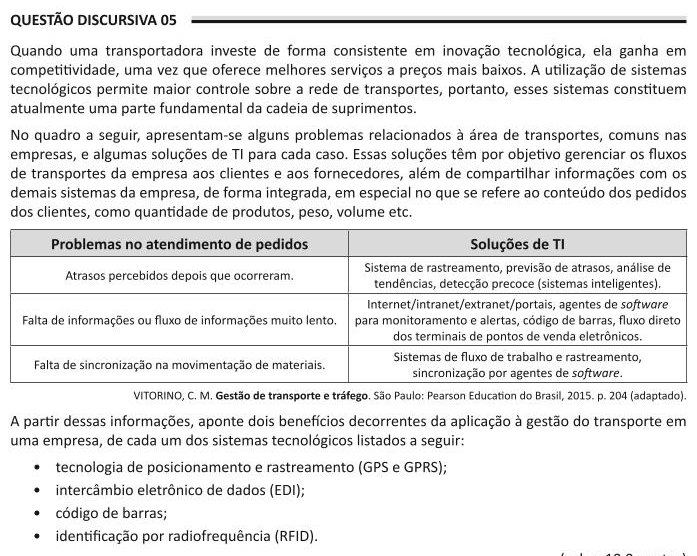 QUESTÃO DISCURSIVA 05
Quando uma transportadora investe de forma consistente em inovação tecnológica, ela ganha em
competitividade, uma vez que oferece melhores serviços a preços mais baixos. A utilização de sistemas
tecnológicos permite maior controle sobre a rede de transportes, portanto, esses sistemas constituem
atualmente uma parte fundamental da cadeia de suprimentos.
No quadro a seguir, apresentam-se alguns problemas relacionados à área de transportes, comuns nas
empresas, e algumas soluções de TI para cada caso. Essas soluções têm por objetivo gerenciar os fluxos
de transportes da empresa aos clientes e aos fornecedores, além de compartilhar informações com os
demais sistemas da empresa, de forma integrada, em especial no que se refere ao conteúdo dos pedidos
dos clientes, como quantidade de produtos, peso, volume etc.
Problemas no atendimento de pedidos
Soluções de TI
Atrasos percebidos depois que ocorreram.
Sistema de rastreamento, previsão de atrasos, análise de
tendências, detecção precoce (sistemas inteligentes).
Falta de informações ou fluxo de informações muito lento.
Internet/intranet/extranet/portais, agentes de software
para monitoramento e alertas, código de barras, fluxo direto
dos terminais de pontos de venda eletrônicos.
Falta de sincronização na movimentação de materiais.
Sistemas de fluxo de trabalho e rastreamento,
sincronização por agentes de software.
VITORINO, C. M. Gestão de transporte e tráfego. São Paulo: Pearson Education do Brasil, 2015. p. 204 (adaptado).
A partir dessas informações, aponte dois benefícios decorrentes da aplicação à gestão do transporte em
uma empresa, de cada um dos sistemas tecnológicos listados a seguir:
• tecnologia de posicionamento e rastreamento (GPS e GPRS);
• intercâmbio eletrônico de dados (EDI);
• código de barras;
• identificação por radiofrequência (RFID).